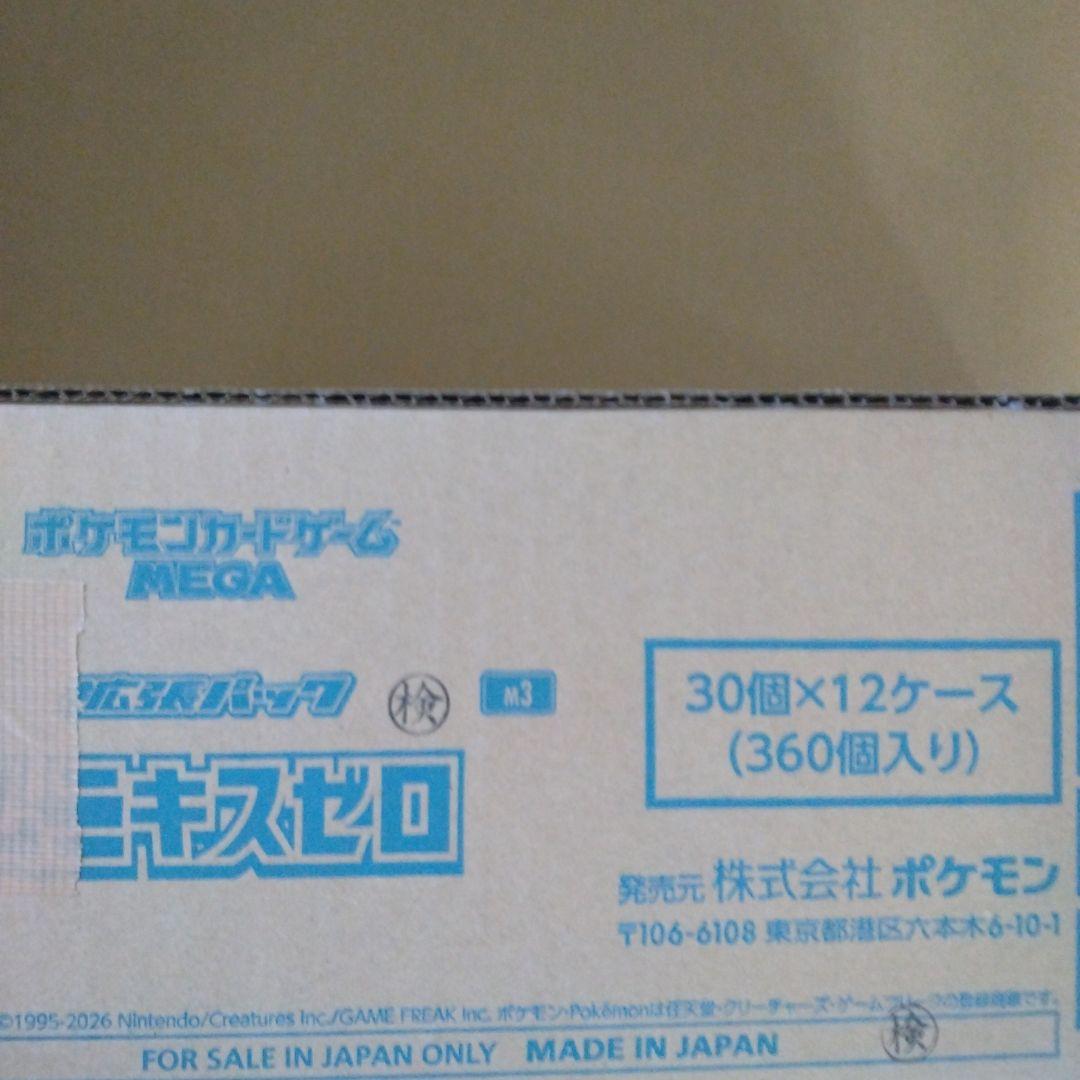 ポケモンカードゲーム
MEGA
拡張パック
検
M3
ニキスゼロ
30個×12ケース
(360個入り)
発売元 株式会社 ポケモン
〒106-6108 東京都港区六本木6-10-1
©1995-2026 Nintendo/Creatures Inc./GAME FREAK Inc. ポケモン・Pokémonは任天堂・クリーチャーズ・ゲームフリークの登録商標です。
検
FOR SALE IN JAPAN ONLY MADE IN JAPAN